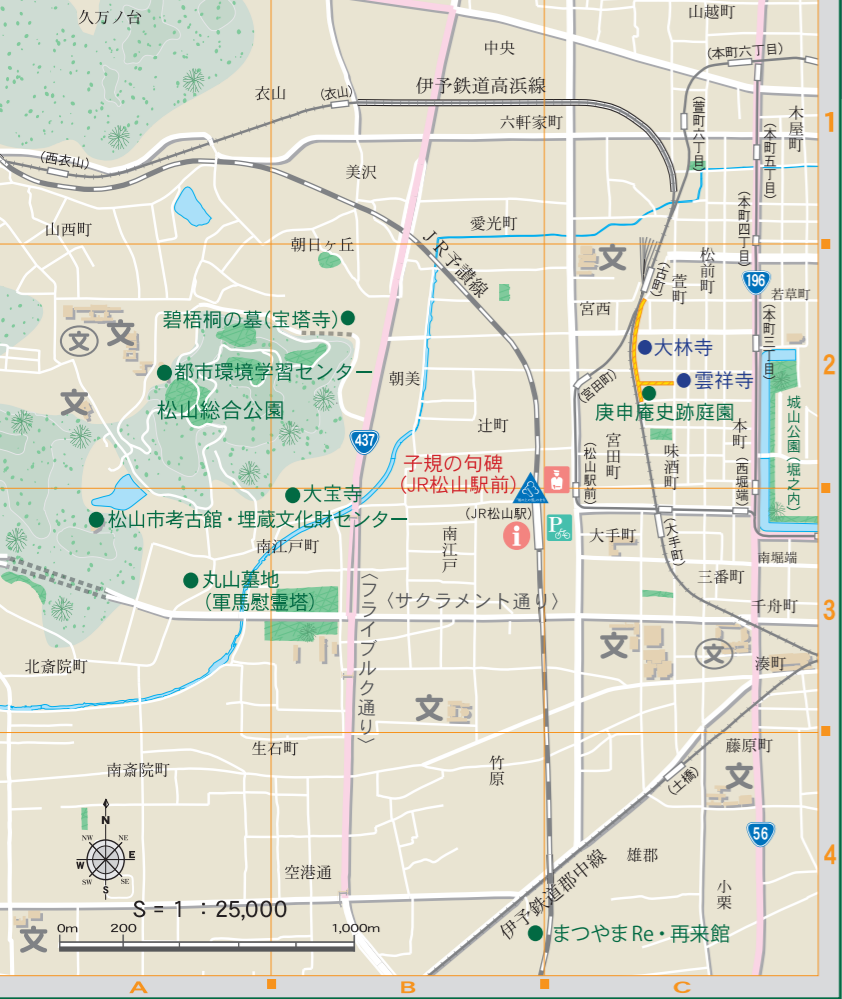 久万ノ台
山越町
中央
(本町六丁目)
衣山
(衣山)
伊予鉄道高浜線
六軒家町
(萱町六丁目)
木屋町
(本町五丁目)
1
(西衣山)
美沢
山西町
愛光町
(本町四丁目)
朝日ヶ丘
JR予讃線
文
松前町
萱町
(古町)
196
若草町
宮西
(本町三丁目)
碧梧桐の墓(宝塔寺)
文
文
大林寺
2
都市環境学習センター
朝美
(宮田町)
雲祥寺
文
松山総合公園
庚申庵史跡庭園
城山公園(堀之内)
辻町
437
宮田町
味酒町
本町
(西堀端)
(松山駅前)
子規の句碑
(JR松山駅前)
大宝寺
(JR松山駅)
i
P
松山市考古館・埋蔵文化財センター
南江戸町
南江戸
大手町
(大手町)
南堀端
丸山墓地
(軍馬慰霊塔)
三番町
〈サクラメント通り〉
千舟町
3
〈フライブルク通り〉
文
文
湊町
北斎院町
文
生石町
藤原町
南斎院町
竹原
文
(土橋)
N
NW
NE
W
E
SW
SE
S
56
空港通
雄郡
4
伊予鉄道郡中線
小栗
S = 1 : 25,000
0m
200
1,000m
文
まつやまRe・再来館
A
B
C